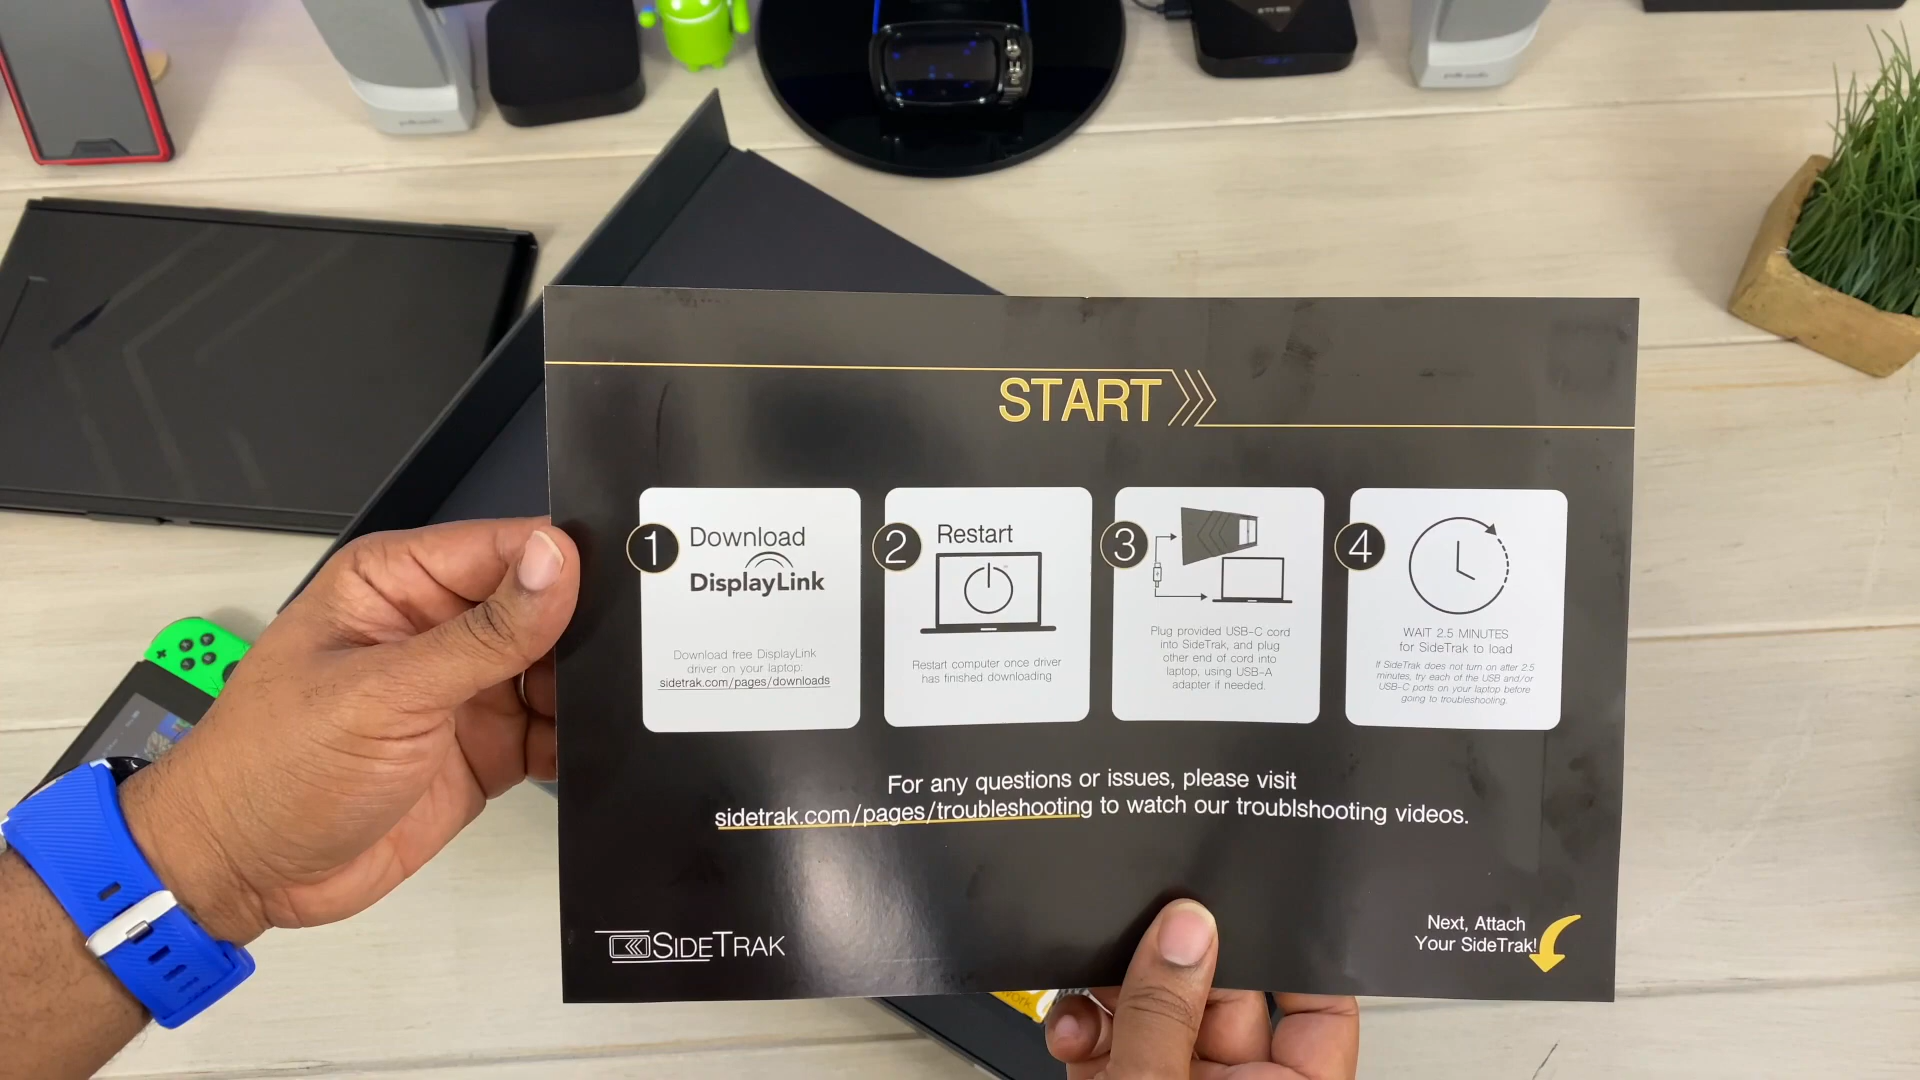 START
1
Download
DisplayLink
Download free DisplayLink
driver on your laptop:
sidetrak.com/pages/downloads
2
Restart
Restart computer once driver
has finished downloading
3
Plug provided USB-C cord
into SideTrak, and plug
other end of cord into
laptop, using USB-A
adapter if needed.
4
WAIT 2.5 MINUTES
for SideTrak to load
If SideTrak does not turn on after 2.5
minutes, try each of the USB and/or
USB-C ports on your laptop before
going to troubleshooting.
For any questions or issues, please visit
sidetrak.com/pages/troubleshooting to watch our troublshooting videos.
SIDETRAK
Next, Attach
Your SideTrak!